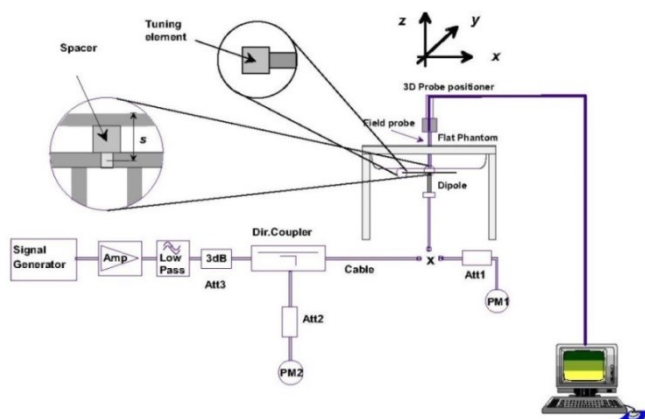 Tuning
element
Spacer
s
z
y
x
3D Probe positioner
Field probe
Flat Phantom
Dipole
Signal
Generator
Amp
Low
Pass
3dB
Att3
Dir.Coupler
Cable
x
Att1
PM1
Att2
PM2